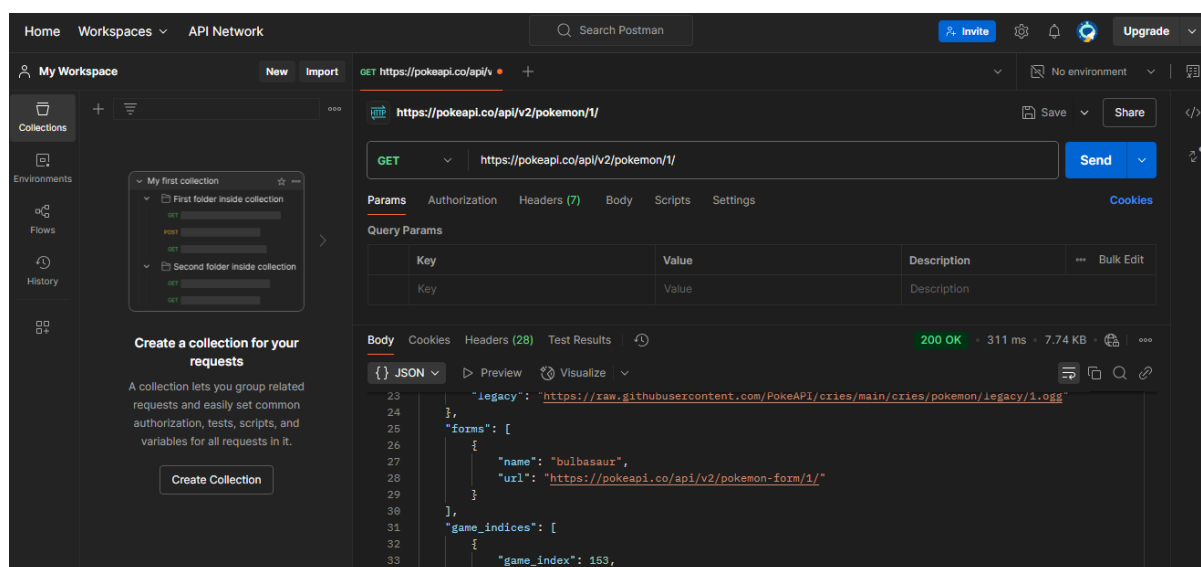 Home Workspaces API Network Search Postman Invite Upgrade
My Workspace New Import GET https://pokeapi.co/api/v No environment
Collections
Environments
Flows
History
My first collection
First folder inside collection
GET
POST
GET
Second folder inside collection
GET
GET
Create a collection for your
requests
A collection lets you group related
requests and easily set common
authorization, tests, scripts, and
variables for all requests in it.
Create Collection
HTTP https://pokeapi.co/api/v2/pokemon/1/ Save Share
GET https://pokeapi.co/api/v2/pokemon/1/ Send
Params Authorization Headers (7) Body Scripts Settings Cookies
Query Params
Key Value Description Bulk Edit
Key Value Description
Body Cookies Headers (28) Test Results 200 OK 311 ms 7.74 KB
{} JSON Preview Visualize
23 "legacy": "https://raw.githubusercontent.com/PokeAPI/cries/main/cries/pokemon/legacy/1.ogg"
24 },
25 "forms": [
26 {
27 "name": "bulbasaur",
28 "url": "https://pokeapi.co/api/v2/pokemon-form/1/"
29 }
30 ],
31 "game_indices": [
32 {
33 "game_index": 153,